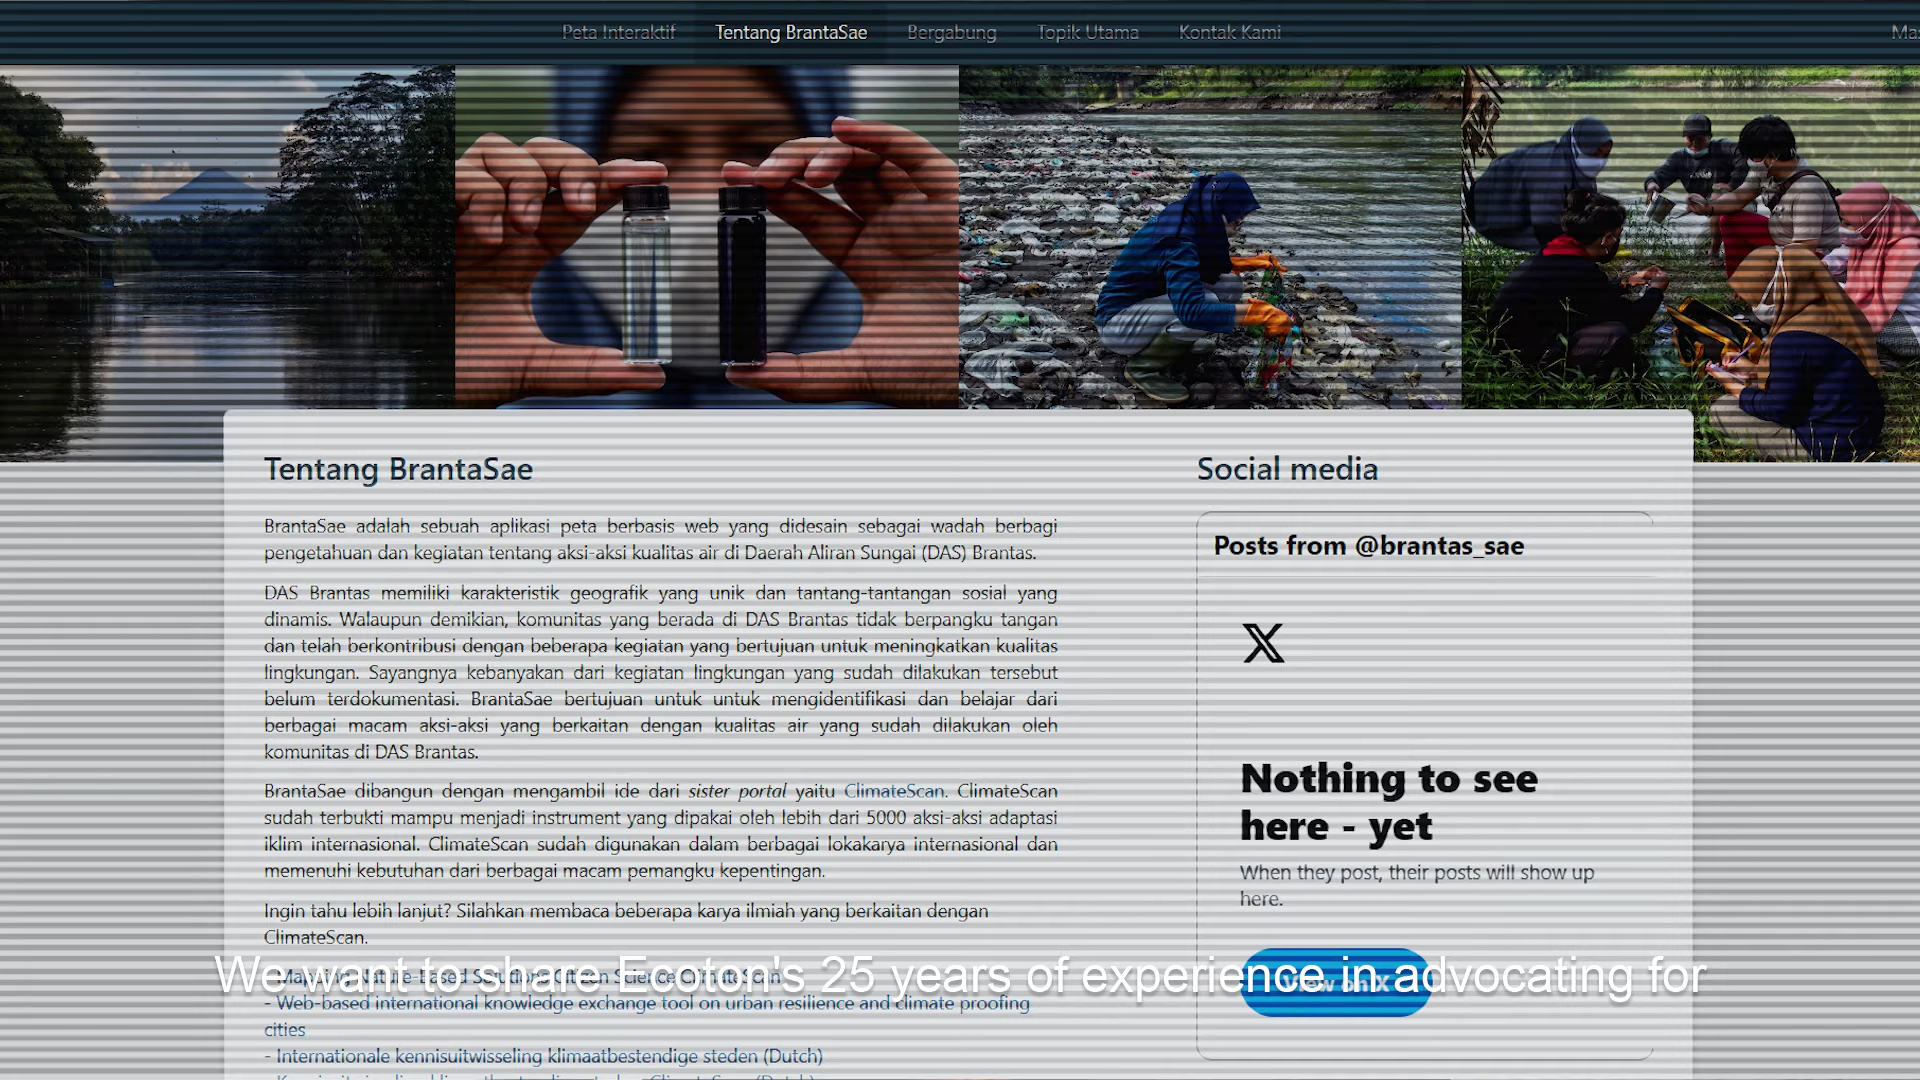 Peta Interaktif Tentang BrantaSae Bergabung Topik Utama Kontak Kami
Tentang BrantaSae
BrantaSae adalah sebuah aplikasi peta berbasis web yang didesain sebagai wadah berbagi
pengetahuan dan kegiatan tentang aksi-aksi kualitas air di Daerah Aliran Sungai (DAS) Brantas.
DAS Brantas memiliki karakteristik geografik yang unik dan tantang-tantangan sosial yang
dinamis. Walaupun demikian, komunitas yang berada di DAS Brantas tidak berpangku tangan
dan telah berkontribusi dengan beberapa kegiatan yang bertujuan untuk meningkatkan kualitas
lingkungan. Sayangnya kebanyakan dari kegiatan lingkungan yang sudah dilakukan tersebut
belum terdokumentasi. BrantaSae bertujuan untuk untuk mengidentifikasi dan belajar dari
berbagai macam aksi-aksi yang berkaitan dengan kualitas air yang sudah dilakukan oleh
komunitas di DAS Brantas.
BrantaSae dibangun dengan mengambil ide dari sister portal yaitu ClimateScan. ClimateScan
sudah terbukti mampu menjadi instrument yang dipakai oleh lebih dari 5000 aksi-aksi adaptasi
iklim internasional. ClimateScan sudah digunakan dalam berbagai lokakarya internasional dan
memenuhi kebutuhan dari berbagai macam pemangku kepentingan.
Ingin tahu lebih lanjut? Silahkan membaca beberapa karya ilmiah yang berkaitan dengan
ClimateScan.
- Mapping Nature-Based Solutions Citizen Science ClimateScan
- Web-based international knowledge exchange tool on urban resilience and climate proofing
cities
- Internationale kennisuitwisseling klimaatbestendige steden (Dutch)
Social media
Posts from @brantas_sae
Nothing to see
here - yet
When they post, their posts will show up
here.
View on X
We want to share Ecoton's 25 years of experience in advocating for